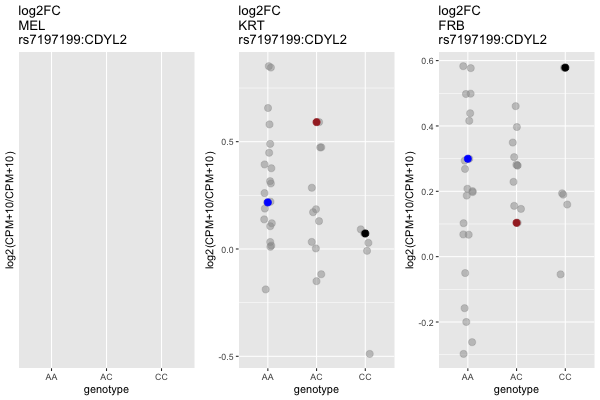 log2FC
MEL
rs7197199:CDYL2
log2(CPM+10/CPM+10)
AA AC CC
genotype
log2FC
KRT
rs7197199:CDYL2
log2(CPM+10/CPM+10)
0.5
0.0
-0.5
AA AC CC
genotype
log2FC
FRB
rs7197199:CDYL2
log2(CPM+10/CPM+10)
0.6
0.4
0.2
0.0
-0.2
AA AC CC
genotype